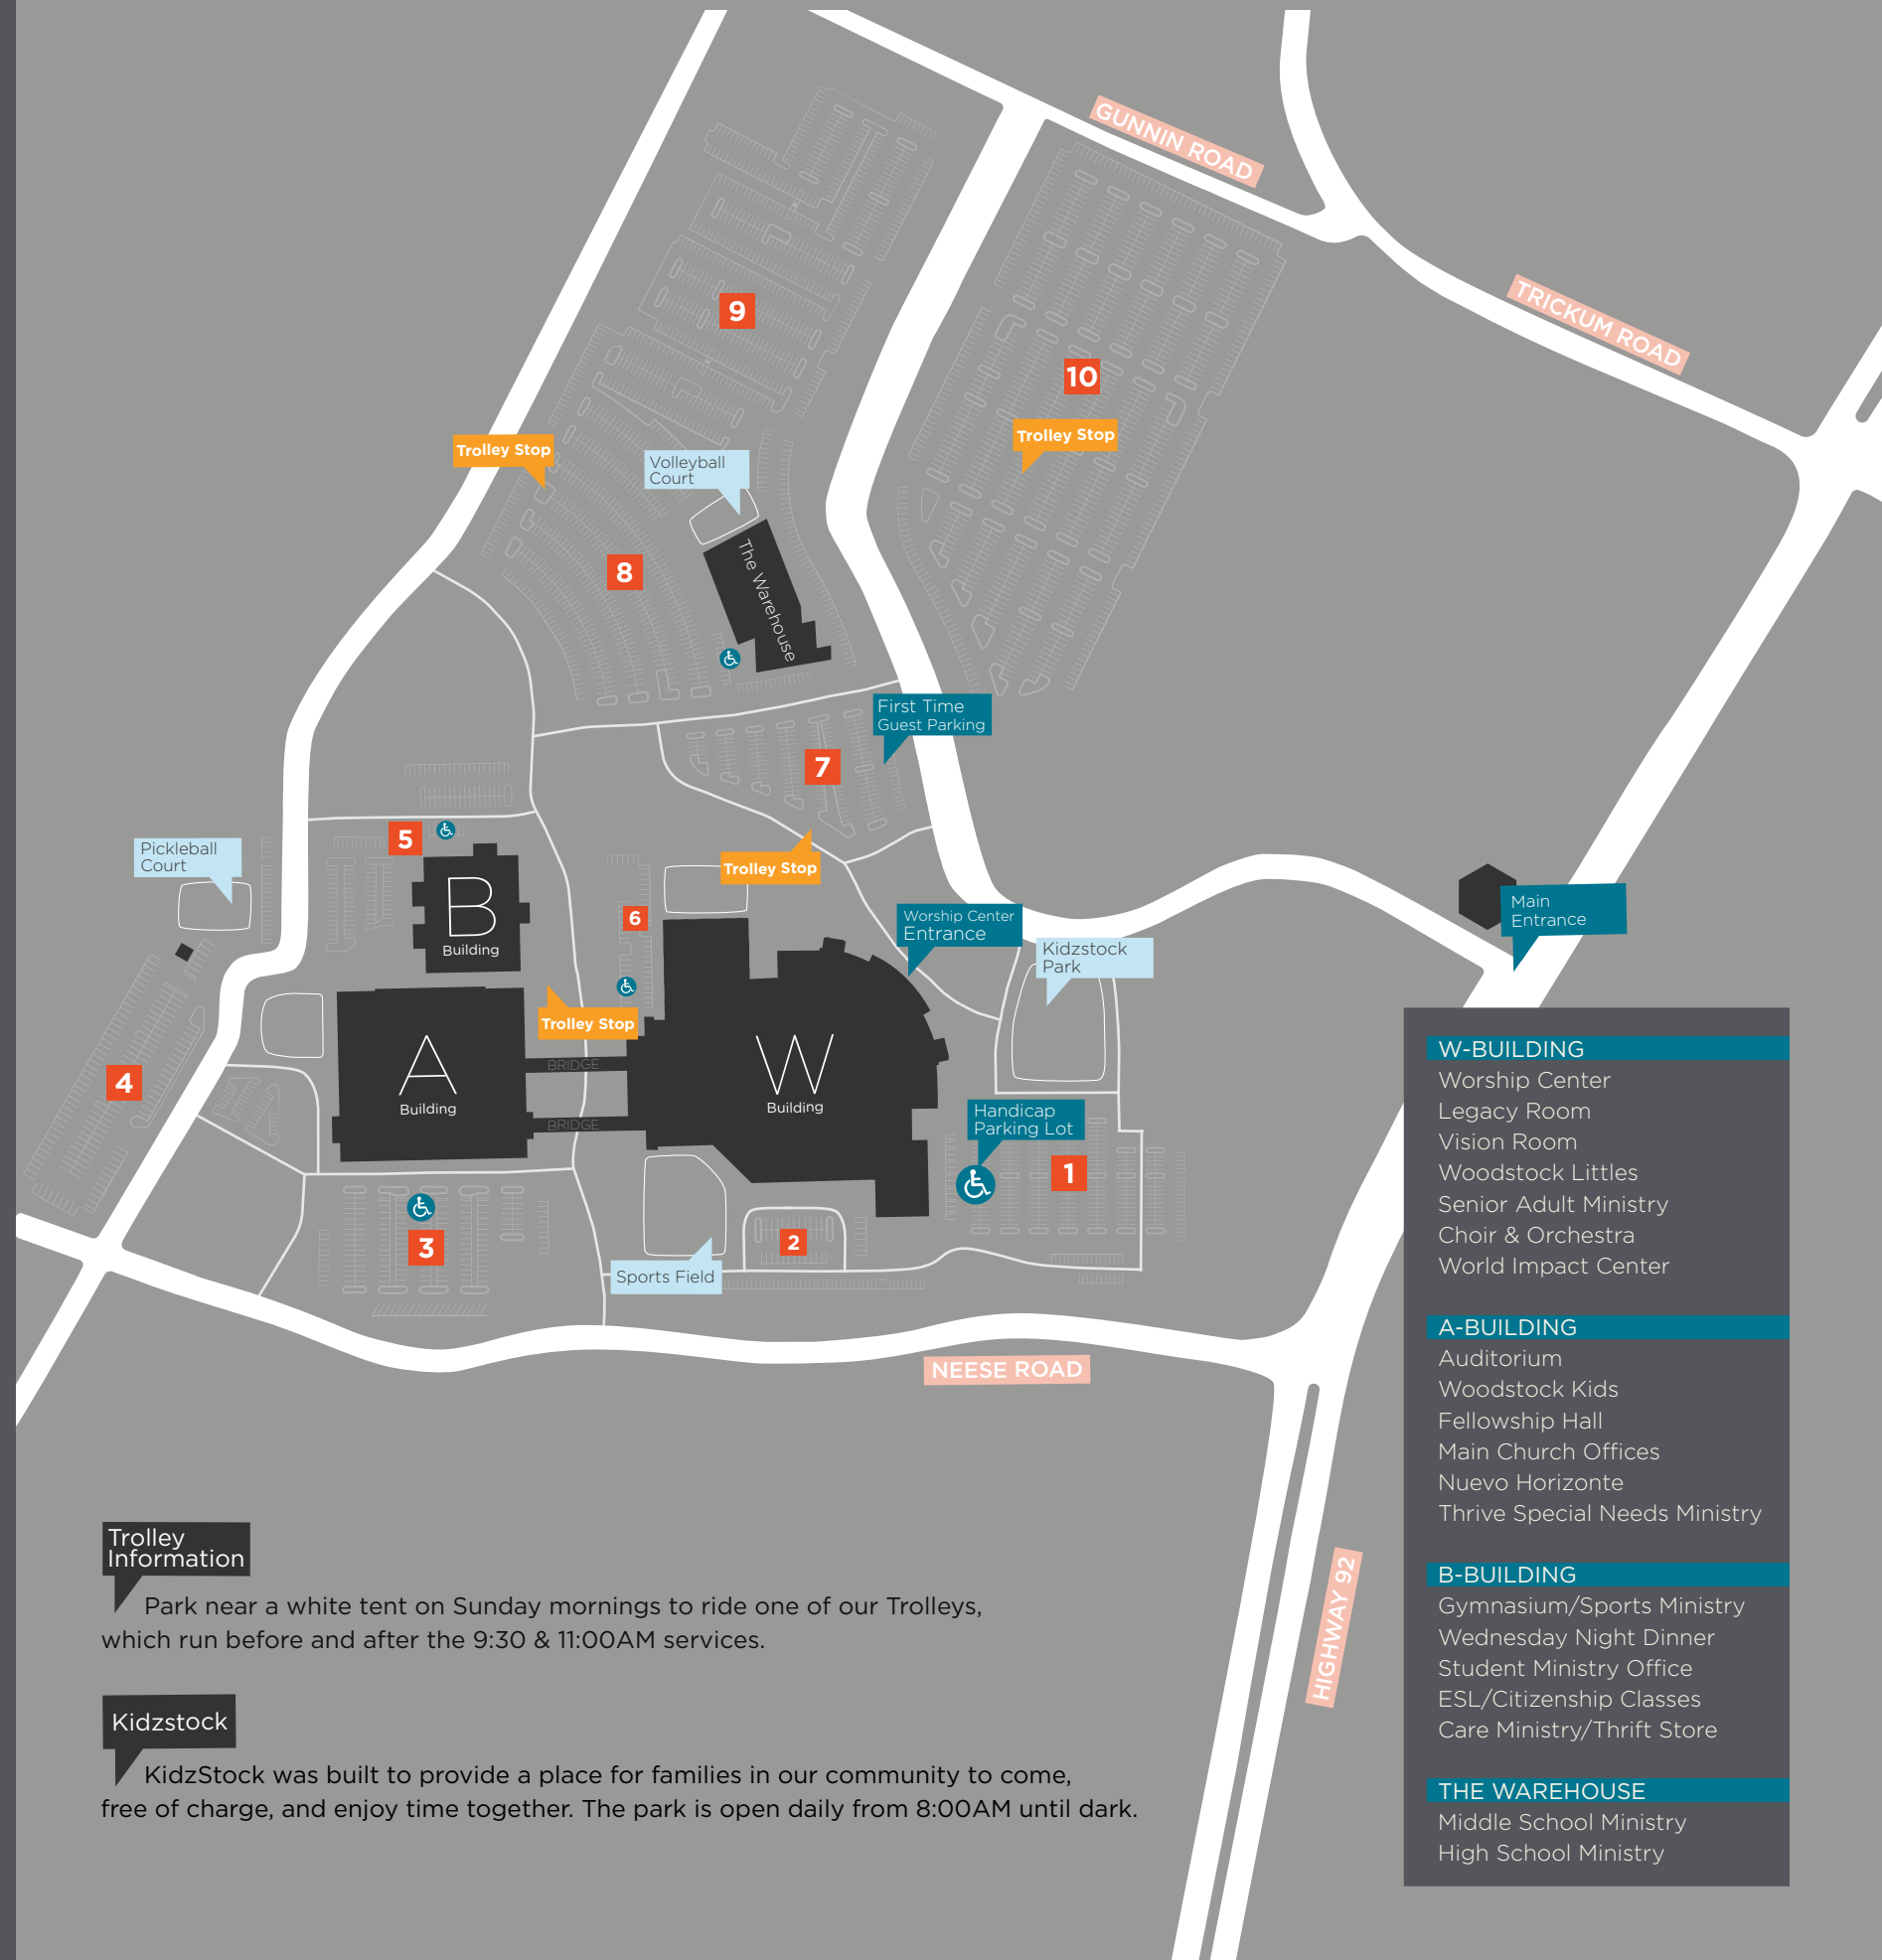 GUNNIN ROAD
TRICKUM ROAD
9
10
Trolley Stop
Trolley Stop
Volleyball
Court
8
The Warehouse
First Time
Guest Parking
7
5
Pickleball
Court
Trolley Stop
B
Building
6
Worship Center
Entrance
Main
Entrance
Kidzstock
Park
Trolley Stop
A
Building
BRIDGE
BRIDGE
W
Building
4
Handicap
Parking Lot
1
3
2
Sports Field
NEESE ROAD
HIGHWAY 92
W-BUILDING
Worship Center
Legacy Room
Vision Room
Woodstock Littles
Senior Adult Ministry
Choir & Orchestra
World Impact Center
A-BUILDING
Auditorium
Woodstock Kids
Fellowship Hall
Main Church Offices
Nuevo Horizonte
Thrive Special Needs Ministry
B-BUILDING
Gymnasium/Sports Ministry
Wednesday Night Dinner
Student Ministry Office
ESL/Citizenship Classes
Care Ministry/Thrift Store
THE WAREHOUSE
Middle School Ministry
High School Ministry
Trolley
Information
Park near a white tent on Sunday mornings to ride one of our Trolleys,
which run before and after the 9:30 & 11:00AM services.
Kidzstock
KidzStock was built to provide a place for families in our community to come,
free of charge, and enjoy time together. The park is open daily from 8:00AM until dark.